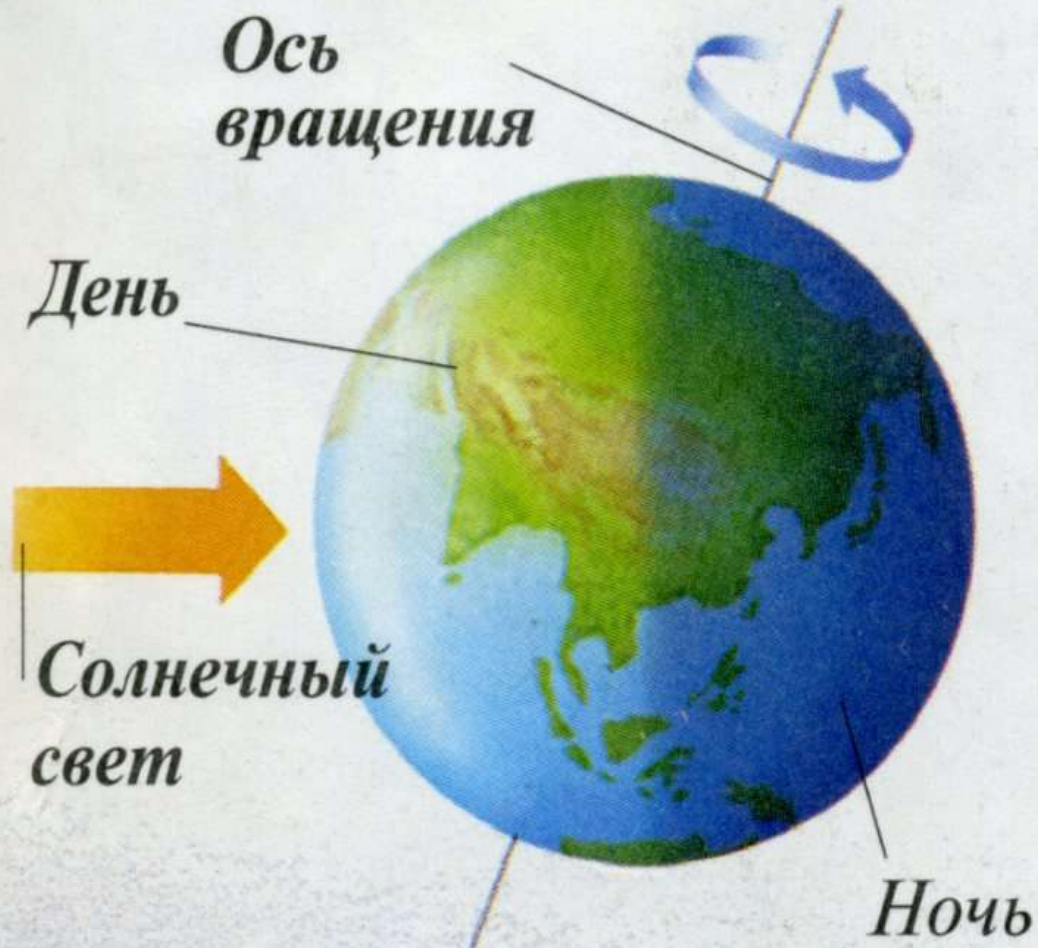 Ось
вращения
День
Солнечный
свет
Ночь